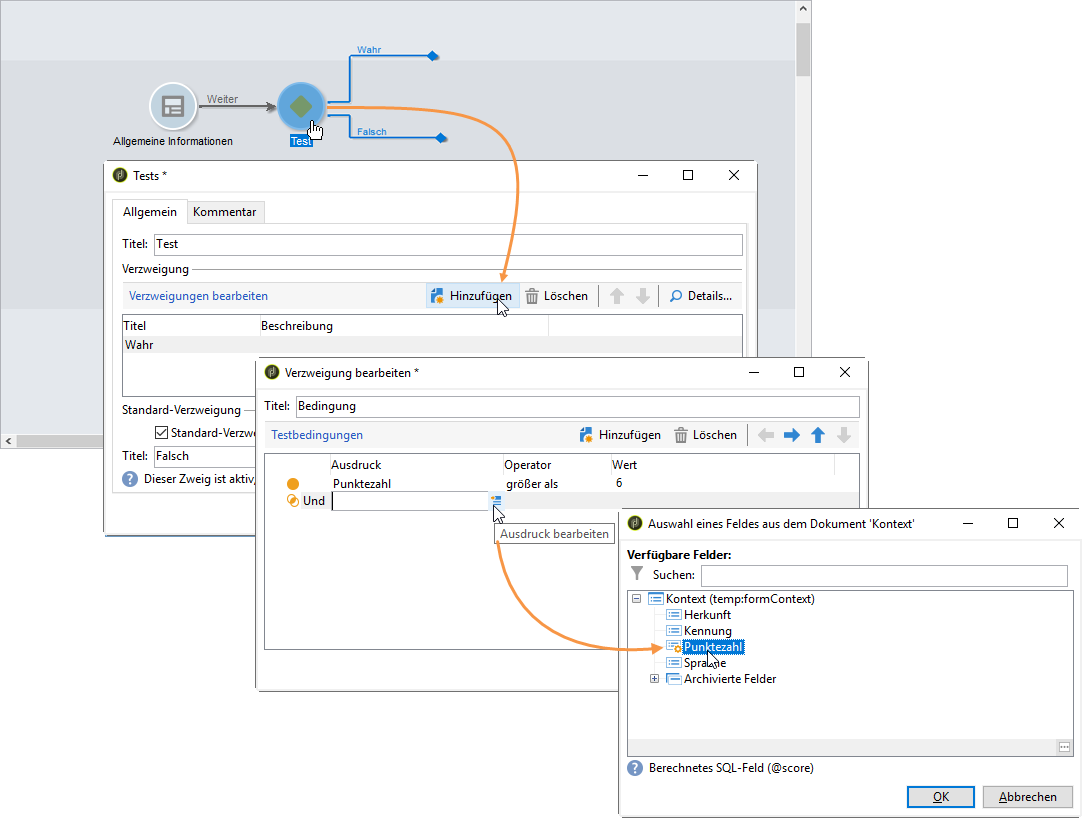 Wahr
Weiter
Falsch
Allgemeine Informationen
Test
Tests *
Allgemein
Kommentar
Titel: Test
Verzweigung
Verzweigungen bearbeiten
Hinzufügen
Löschen
Details...
Titel
Beschreibung
Wahr
Standard-Verzweigung
Standard-Verzw
Titel: Falsch
Dieser Zweig ist aktiv,
Verzweigung bearbeiten *
Titel: Bedingung
Testbedingungen
Hinzufügen
Löschen
Ausdruck
Operator
Wert
Punktezahl
größer als
6
Und
Ausdruck bearbeiten
Auswahl eines Feldes aus dem Dokument 'Kontext'
Verfügbare Felder:
Suchen:
Kontext (temp:formContext)
Herkunft
Kennung
Punktezahl
Sprache
Archivierte Felder
Berechnetes SQL-Feld (@score)
OK
Abbrechen